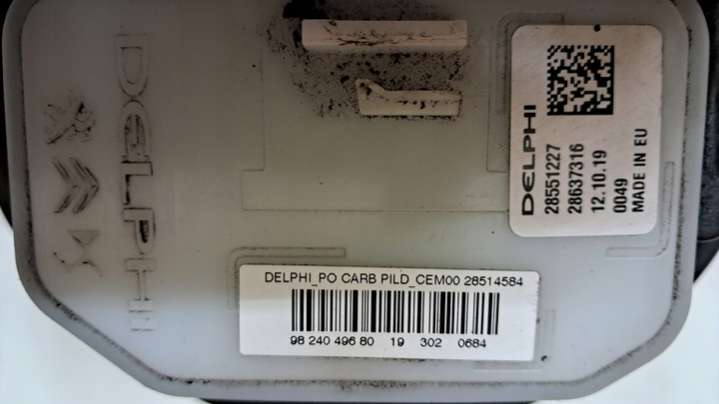 DELPHI
DELPHI
28551227
28637316
12.10.19
0049
MADE IN EU
DELPHI_PO CARB PILD_CEM00 28514584
98 240 496 80 19 302 0684